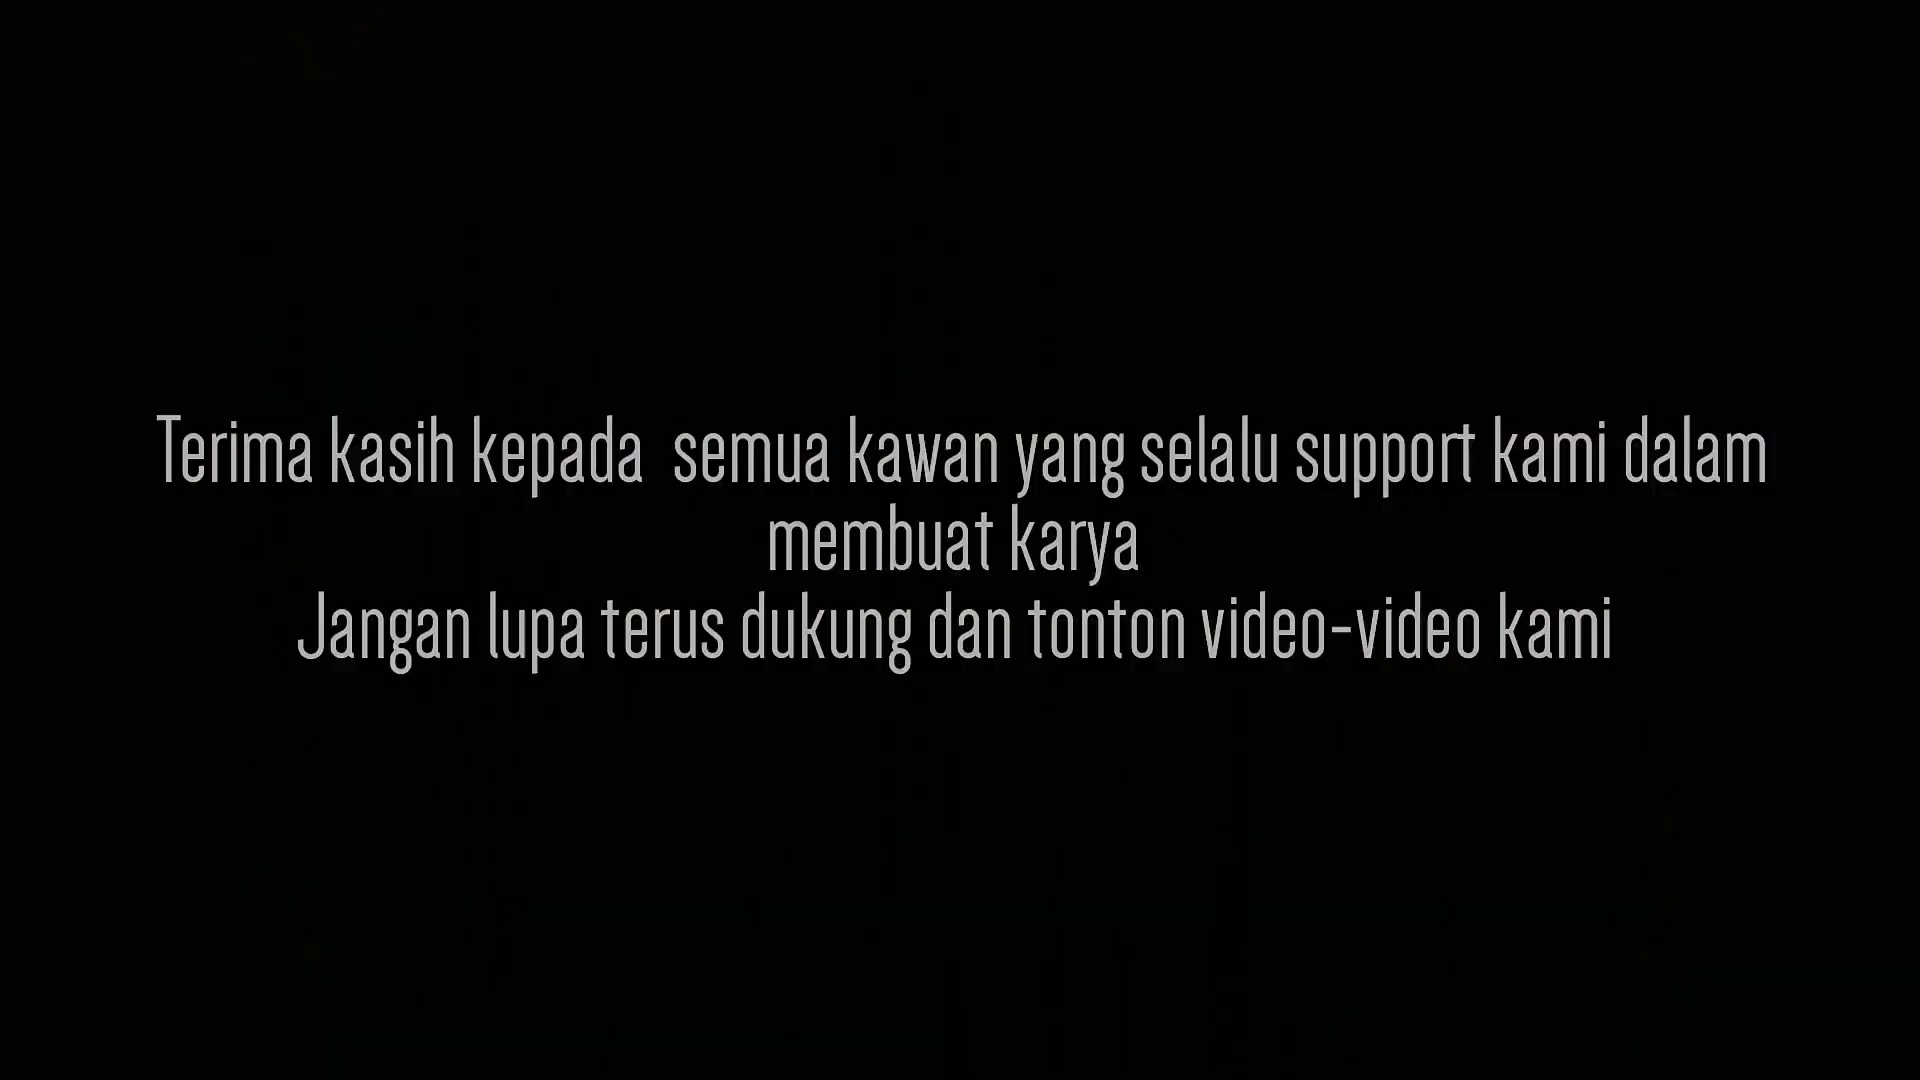 Terima kasih kepada  semua kawan yang selalu support kami dalam
membuat karya
Jangan lupa terus dukung dan tonton video-video kami